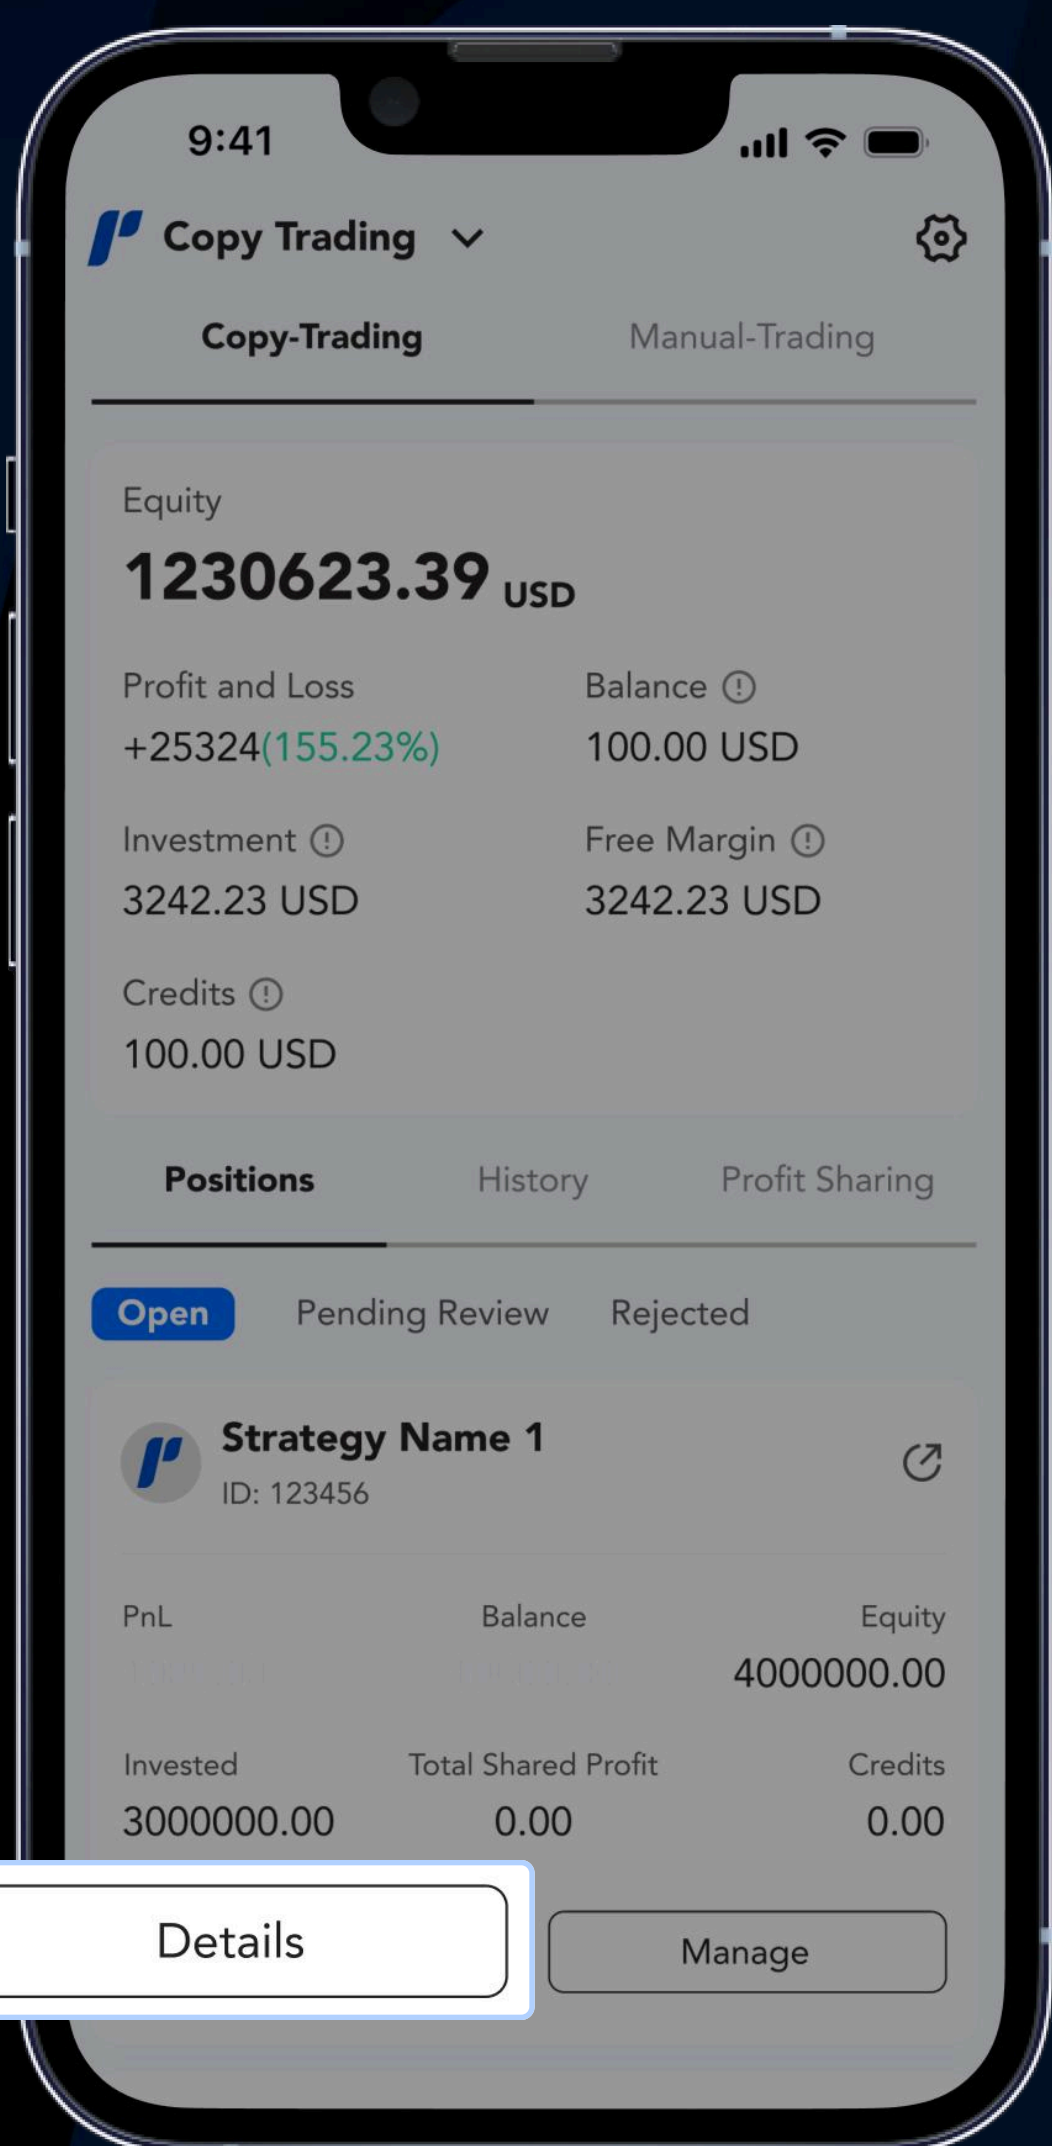 9:41
Copy Trading
Copy-Trading Manual-Trading
Equity
1230623.39 USD
Profit and Loss Balance
+25324(155.23%) 100.00 USD
Investment Free Margin
3242.23 USD 3242.23 USD
Credits
100.00 USD
Positions History Profit Sharing
Open Pending Review Rejected
Strategy Name 1
ID: 123456
PnL Balance Equity
4000000.00
Invested Total Shared Profit Credits
3000000.00 0.00 0.00
Details Manage